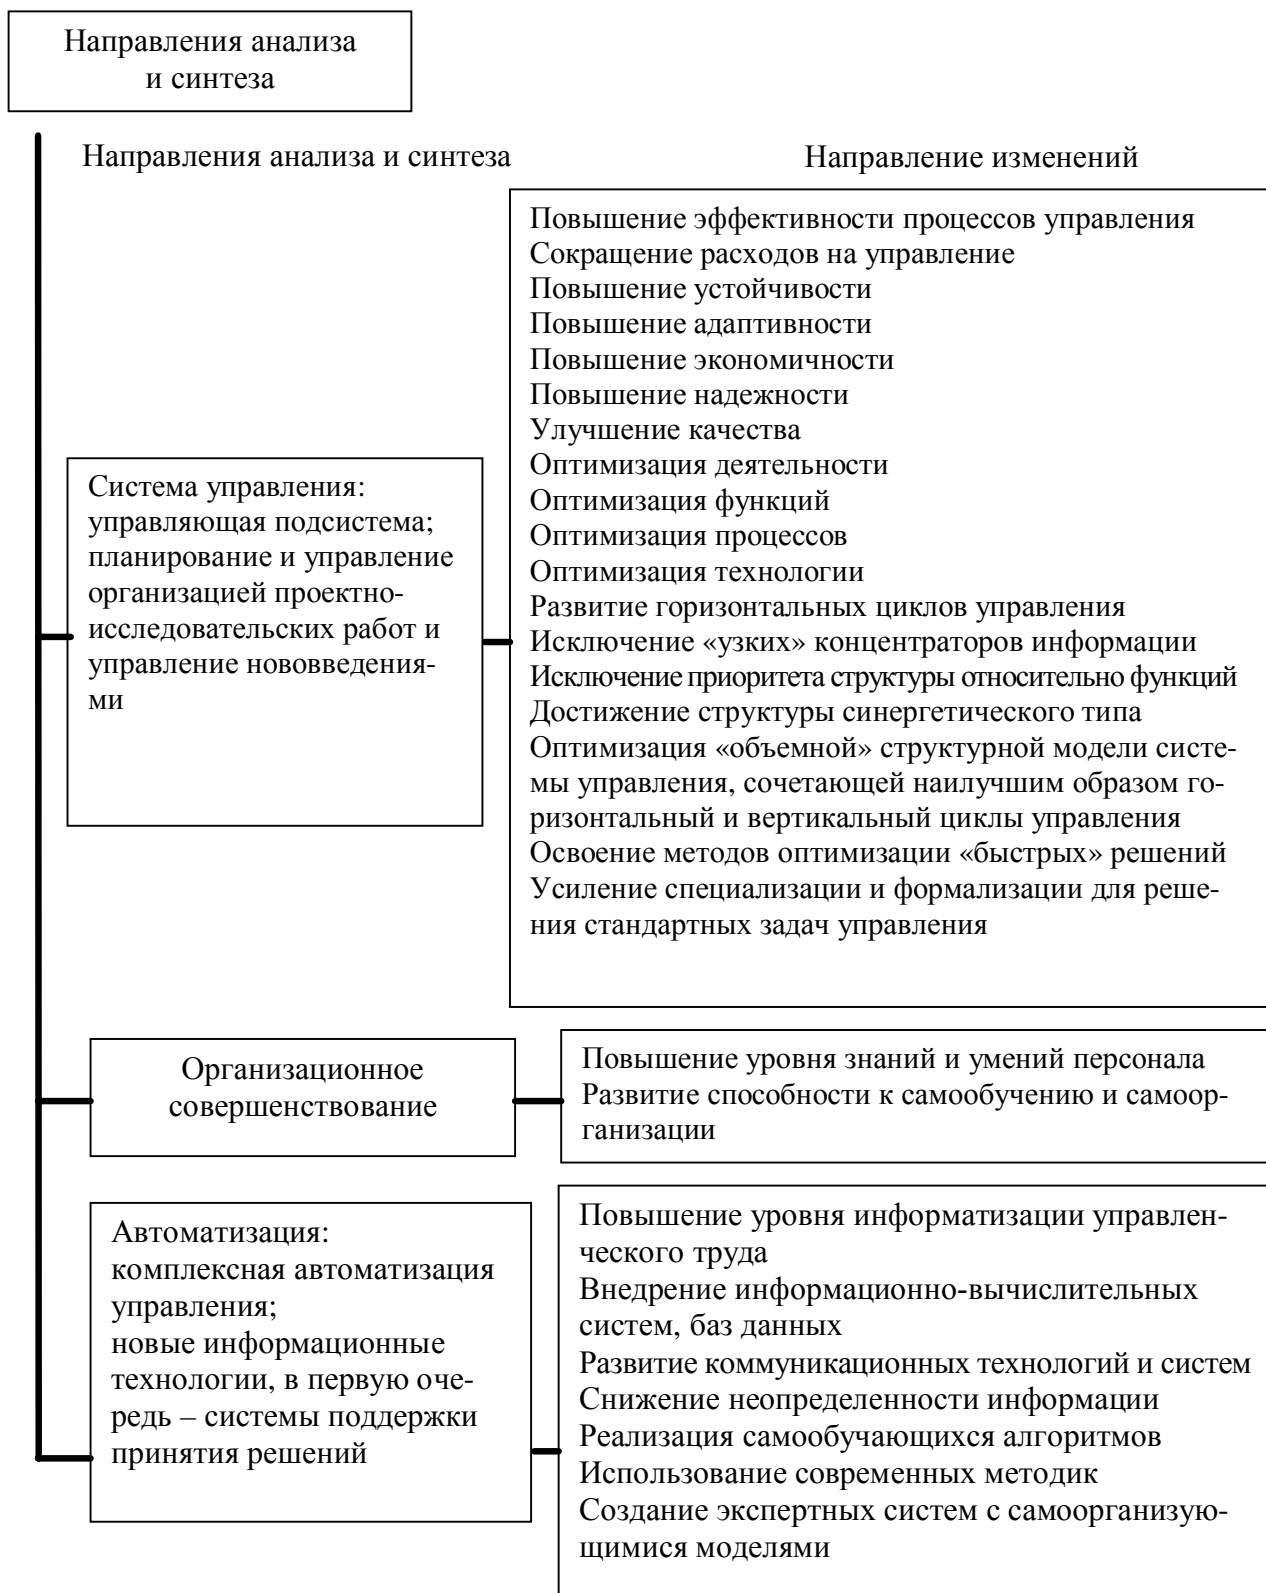 Направления анализа
и синтеза
Направления анализа и синтеза
Направление изменений
Система управления:
управляющая подсистема;
планирование и управление
организацией проектно-
исследовательских работ и
управление нововведения-
ми
Повышение эффективности процессов управления
Сокращение расходов на управление
Повышение устойчивости
Повышение адаптивности
Повышение экономичности
Повышение надежности
Улучшение качества
Оптимизация деятельности
Оптимизация функций
Оптимизация процессов
Оптимизация технологии
Развитие горизонтальных циклов управления
Исключение «узких» концентраторов информации
Исключение приоритета структуры относительно функций
Достижение структуры синергетического типа
Оптимизация «объемной» структурной модели систе-
мы управления, сочетающей наилучшим образом го-
ризонтальный и вертикальный циклы управления
Освоение методов оптимизации «быстрых» решений
Усиление специализации и формализации для реше-
ния стандартных задач управления
Организационное
совершенствование
Повышение уровня знаний и умений персонала
Развитие способности к самообучению и самоор-
ганизации
Автоматизация:
комплексная автоматизация
управления;
новые информационные
технологии, в первую оче-
редь – системы поддержки
принятия решений
Повышение уровня информатизации управлен-
ческого труда
Внедрение информационно-вычислительных
систем, баз данных
Развитие коммуникационных технологий и систем
Снижение неопределенности информации
Реализация самообучающихся алгоритмов
Использование современных методик
Создание экспертных систем с самоорганизую-
щимися моделями